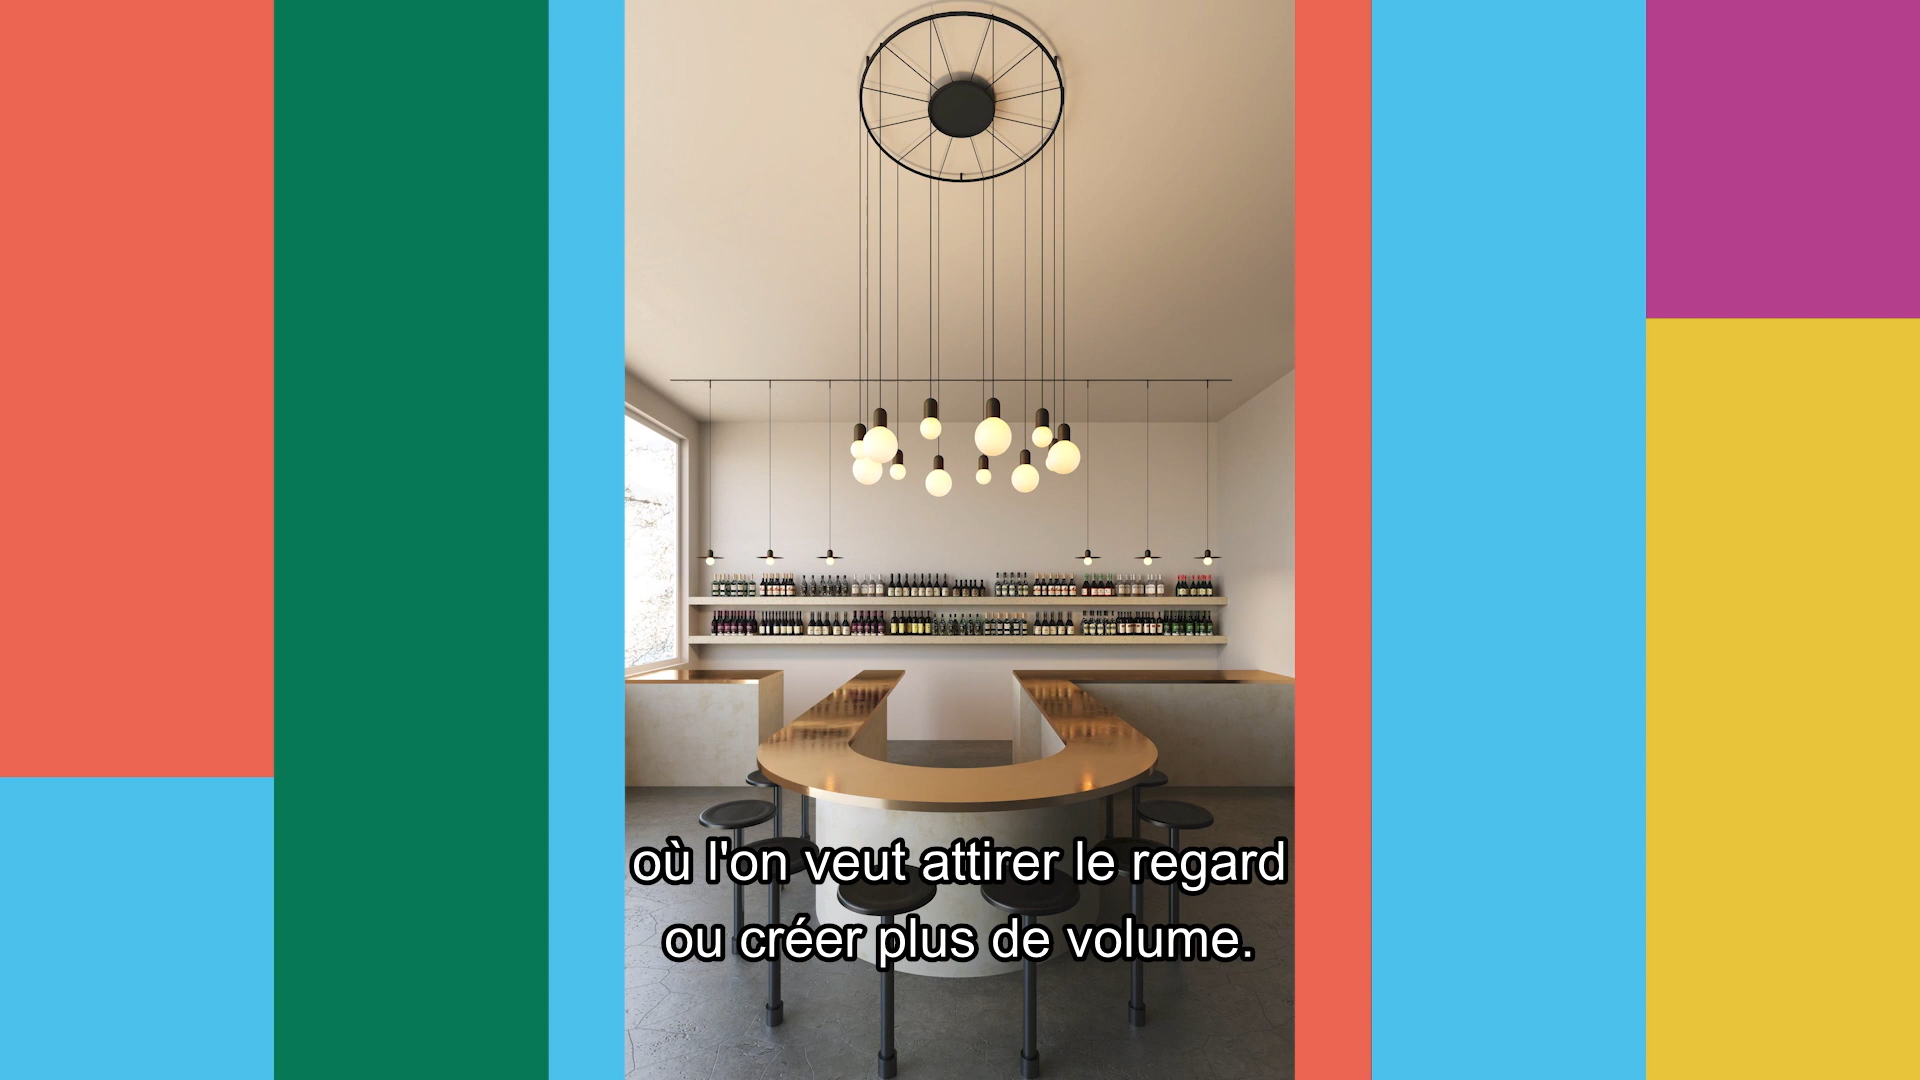 où l'on veut attirer le regard
ou créer plus de volume.